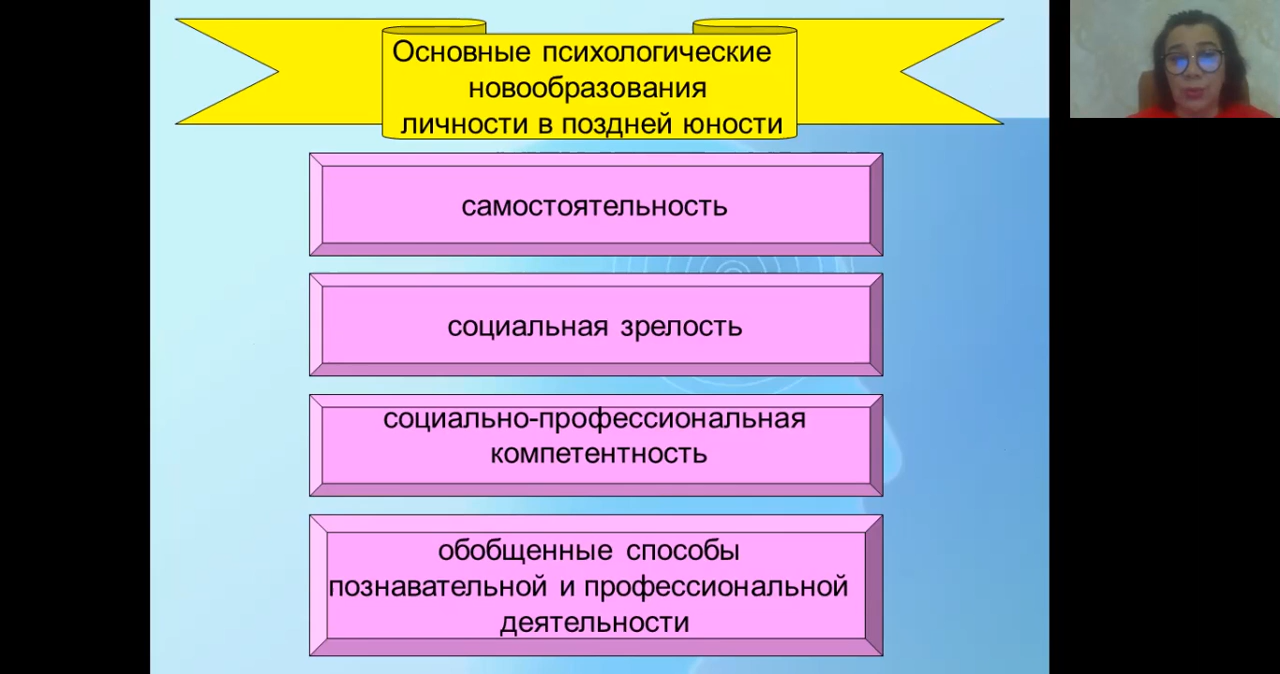 Основные психологические
новообразования
личности в поздней юности
самостоятельность
социальная зрелость
социально-профессиональная
компетентность
обобщенные способы
познавательной и профессиональной
деятельности